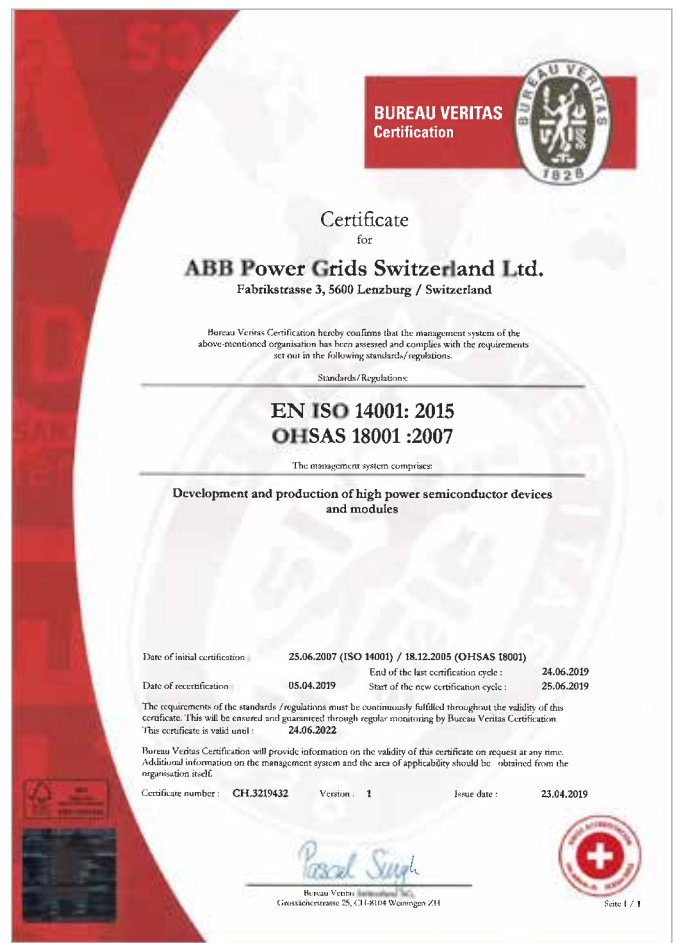 BUREAU VERITAS
Certification
BUREAU VERITAS
1828
Certificate
for
ABB Power Grids Switzerland Ltd.
Fabrikstrasse 3, 5600 Lenzburg / Switzerland
Bureau Veritas Certification hereby confirms that the management system of the
above-mentioned organisation has been assessed and complies with the requirements
set out in the following standards/regulations.
Standards/Regulations:
EN ISO 14001: 2015
OHSAS 18001 :2007
The management system comprises:
Development and production of high power semiconductor devices
and modules
Date of initial certification : 25.06.2007 (ISO 14001) / 18.12.2005 (OHSAS 18001)
End of the last certification cycle : 24.06.2019
Date of recertification : 05.04.2019 Start of the new certification cycle : 25.06.2019
The requirements of the standards /regulations must be continuously fulfilled throughout the validity of this
certificate. This will be ensured and guaranteed through regular monitoring by Bureau Veritas Certification.
This certificate is valid until : 24.06.2022
Bureau Veritas Certification will provide information on the validity of this certificate on request at any time.
Additional information on the management system and the area of applicability should be obtained from the
organisation itself.
Certificate number : CH.3219432 Version : 1 Issue date : 23.04.2019
Pascal Singh
Bureau Veritas
Grossächerstrasse 25, CH-8104 Weiningen ZH
Seite 1 / 1